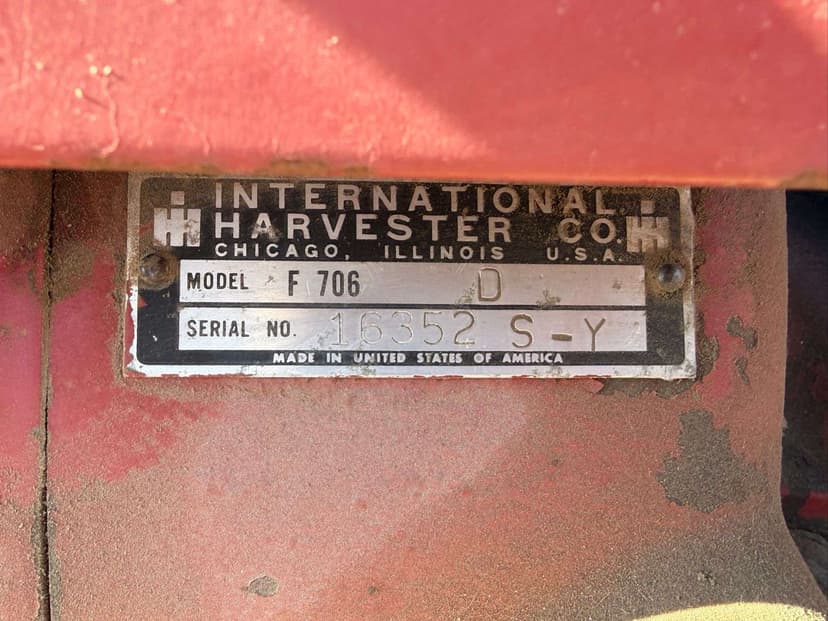 INTERNATIONAL
HARVESTER CO.
CHICAGO, ILLINOIS U.S.A.
MODEL F 706 D
SERIAL NO. 16352 S-Y
MADE IN UNITED STATES OF AMERICA